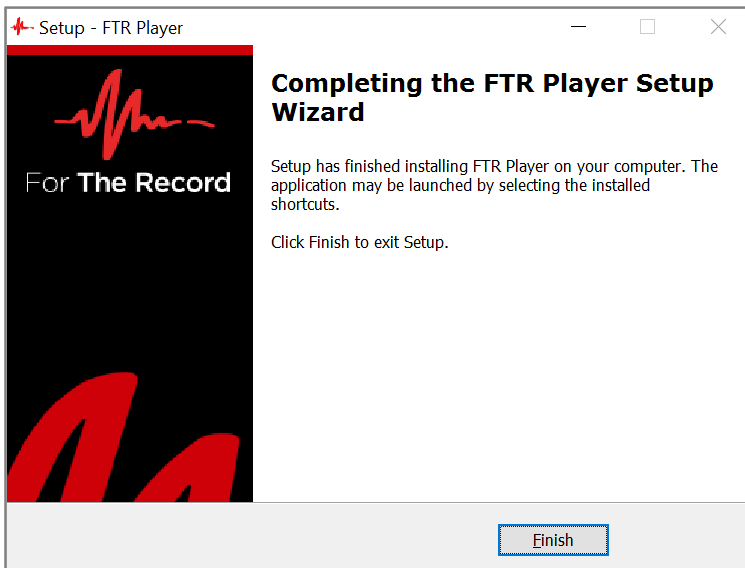 Setup - FTR Player
For The Record
Completing the FTR Player Setup
Wizard
Setup has finished installing FTR Player on your computer. The
application may be launched by selecting the installed
shortcuts.
Click Finish to exit Setup.
Finish